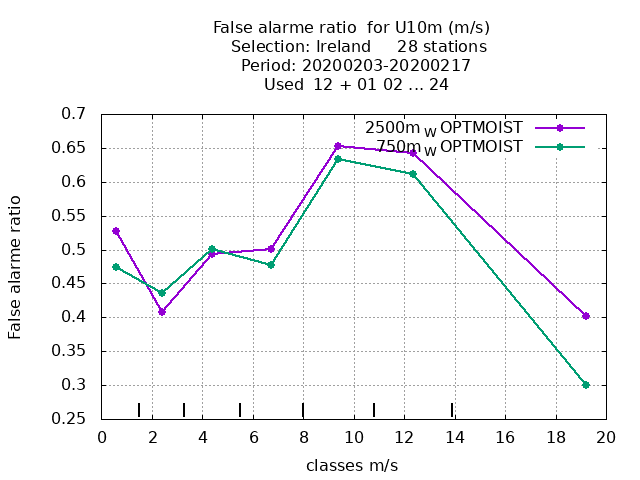 False alarme ratio  for U10m (m/s)
Selection: Ireland     28 stations
Period: 20200203-20200217
Used  12 + 01 02 ... 24
2500m W OPTMOIST
750m W OPTMOIST
False alarme ratio
0.7
0.65
0.6
0.55
0.5
0.45
0.4
0.35
0.3
0.25
0 2 4 6 8 10 12 14 16 18 20
classes m/s